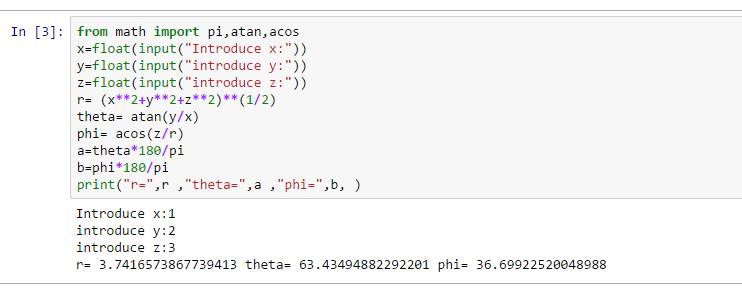 In [3]: from math import pi,atan,acos
x=float(input("Introduce x:"))
y=float(input("introduce y:"))
z=float(input("introduce z:"))
r= (x**2+y**2+z**2)**(1/2)
theta= atan(y/x)
phi= acos(z/r)
a=theta*180/pi
b=phi*180/pi
print("r=",r ,"theta=",a ,"phi=",b, )
Introduce x:1
introduce y:2
introduce z:3
r= 3.7416573867739413 theta= 63.43494882292201 phi= 36.69922520048988